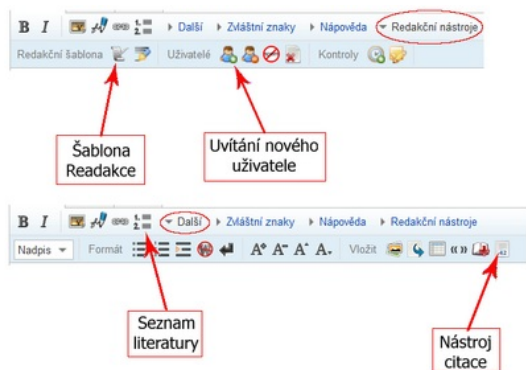 B I Další Zvláštní znaky Nápověda Redakční nástroje
Redakční šablona Uživatelé Kontroly
Šablona
Readakce
Uvítání nového
uživatele
B I Další Zvláštní znaky Nápověda Redakční nástroje
Nadpis Formát A A A A Vložit « »
Seznam
literatury
Nástroj
citace